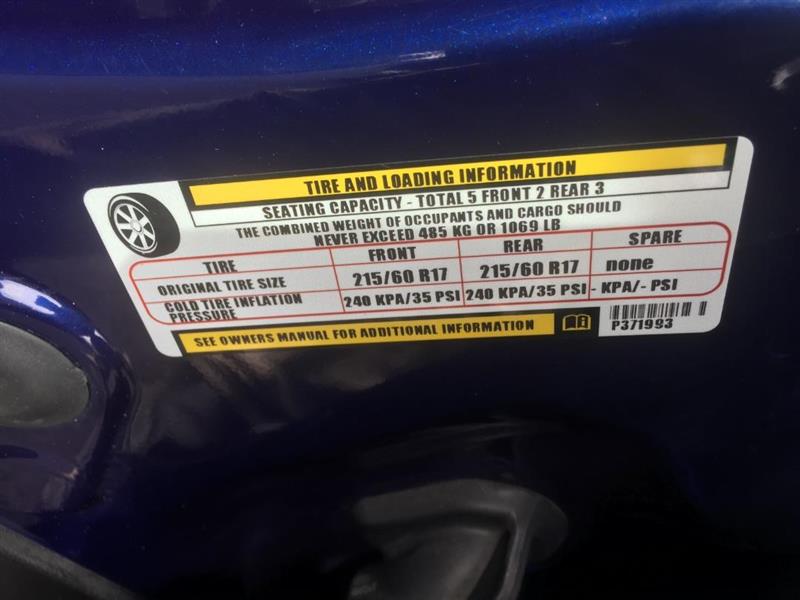 TIRE AND LOADING INFORMATION
SEATING CAPACITY - TOTAL 5 FRONT 2 REAR 3
THE COMBINED WEIGHT OF OCCUPANTS AND CARGO SHOULD
NEVER EXCEED 485 KG OR 1069 LB
TIRE FRONT REAR SPARE
ORIGINAL TIRE SIZE 215/60 R17 215/60 R17 none
COLD TIRE INFLATION
PRESSURE 240 KPA/35 PSI 240 KPA/35 PSI - KPA/- PSI
SEE OWNERS MANUAL FOR ADDITIONAL INFORMATION
P371993